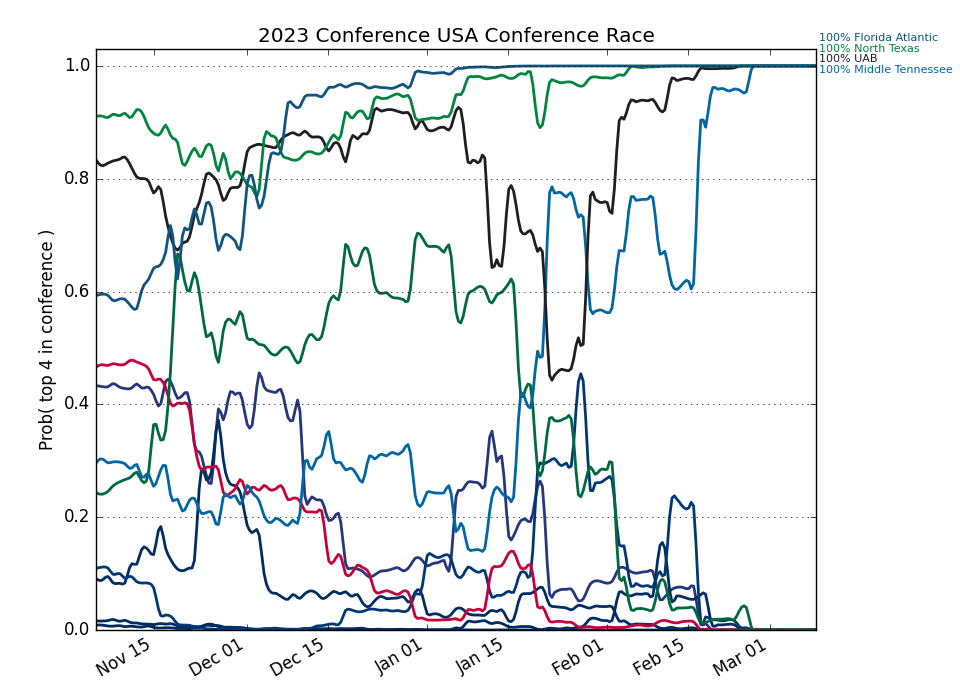 2023 Conference USA Conference Race
100% Florida Atlantic
100% North Texas
100% UAB
100% Middle Tennessee
Prob( top 4 in conference )
1.0
0.8
0.6
0.4
0.2
0.0
Nov 15
Dec 01
Dec 15
Jan 01
Jan 15
Feb 01
Feb 15
Mar 01